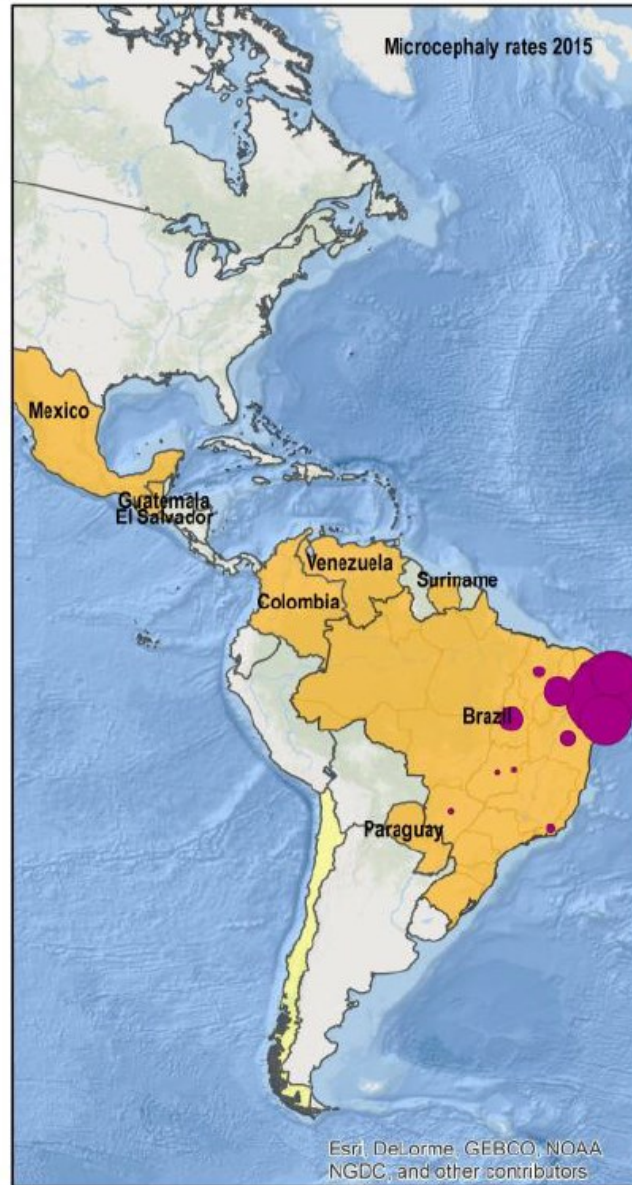 Microcephaly rates 2015
Mexico
Guatemala
El Salvador
Venezuela
Suriname
Colombia
Brazil
Paraguay
Esri, DeLorme, GEBCO, NOAA
NGDC, and other contributors